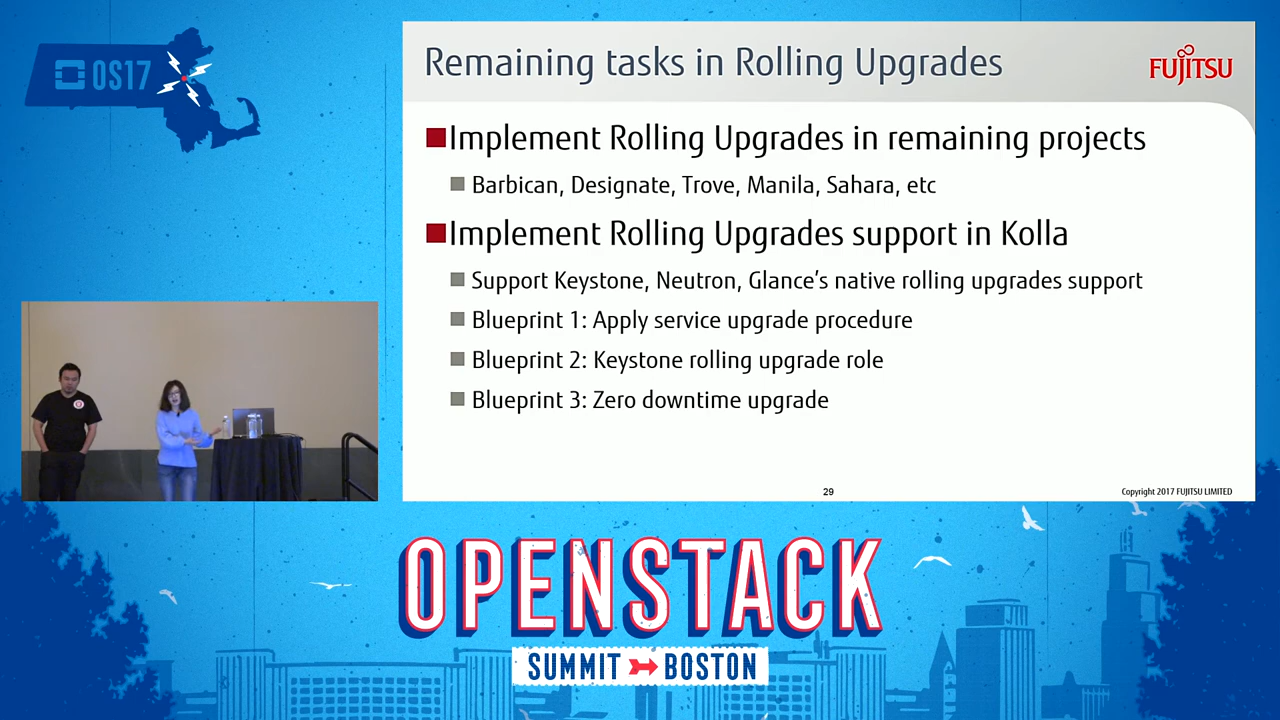 OS17
Remaining tasks in Rolling Upgrades
FUJITSU
Implement Rolling Upgrades in remaining projects
Barbican, Designate, Trove, Manila, Sahara, etc
Implement Rolling Upgrades support in Kolla
Support Keystone, Neutron, Glance's native rolling upgrades support
Blueprint 1: Apply service upgrade procedure
Blueprint 2: Keystone rolling upgrade role
Blueprint 3: Zero downtime upgrade
29
Copyright 2017 FUJITSU LIMITED
OPENSTACK
SUMMIT BOSTON